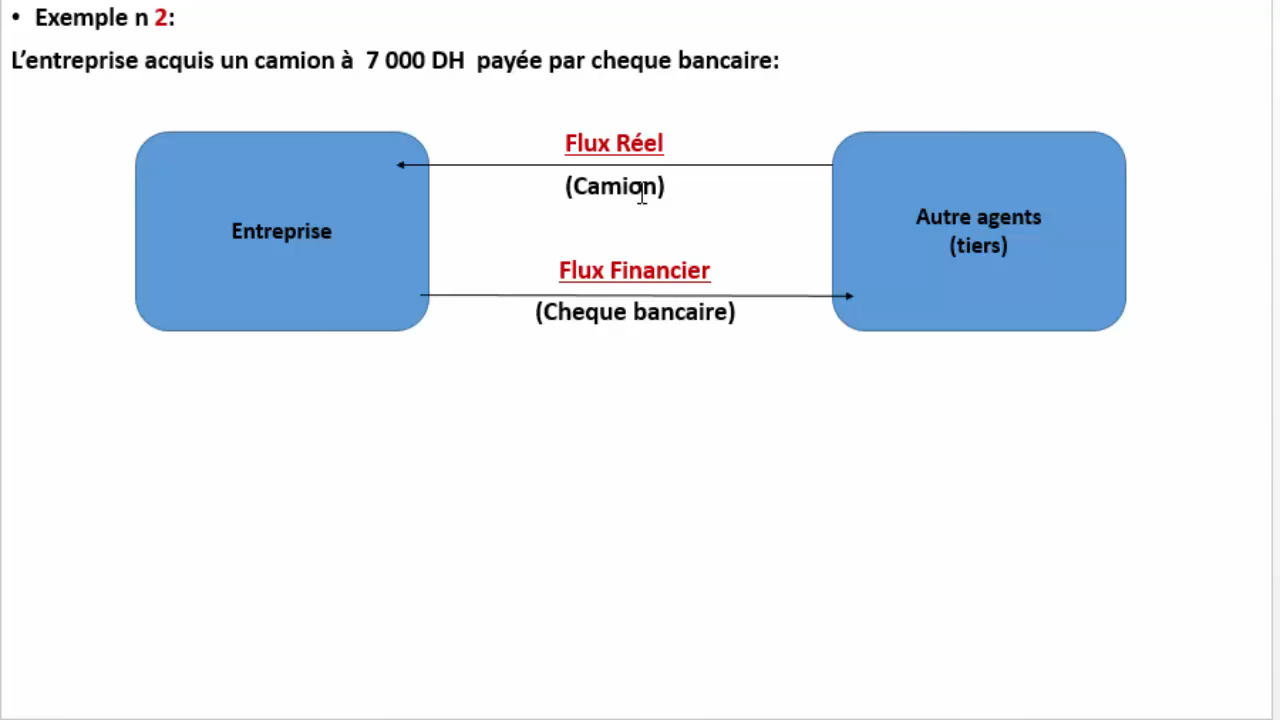 • Exemple n 2:
L’entreprise acquis un camion à 7 000 DH payée par cheque bancaire:
Flux Réel
(Camion)
Entreprise
Autre agents
(tiers)
Flux Financier
(Cheque bancaire)